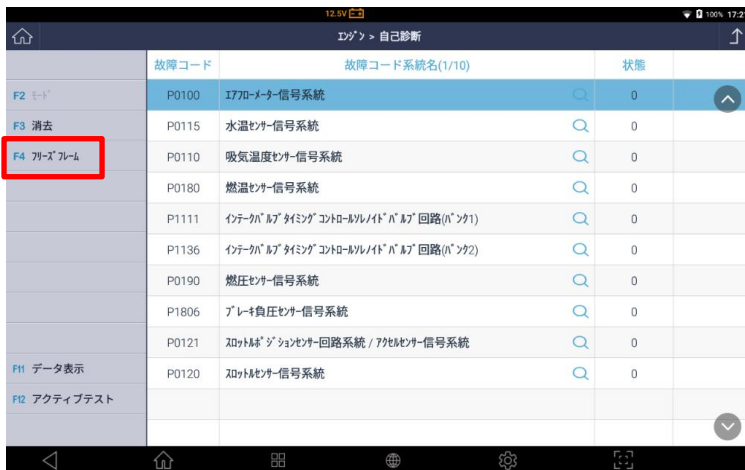 12.5V
100% 17:2
エンジン > 自己診断
故障コード 故障コード系統名(1/10) 状態
F2 モード
F3 消去
F4 フリーズフレーム
F11 データ表示
F12 アクティブテスト
P0100 エアフローメーター信号系統 0
P0115 水温センサー信号系統 0
P0110 吸気温度センサー信号系統 0
P0180 燃温センサー信号系統 0
P1111 インテークバルブタイミングコントロールソレノイドバルブ回路(バンク1) 0
P1136 インテークバルブタイミングコントロールソレノイドバルブ回路(バンク2) 0
P0190 燃圧センサー信号系統 0
P1806 ブレーキ負圧センサー信号系統 0
P0121 スロットルポジションセンサー回路系統 / アクセルセンサー信号系統 0
P0120 スロットルセンサー信号系統 0